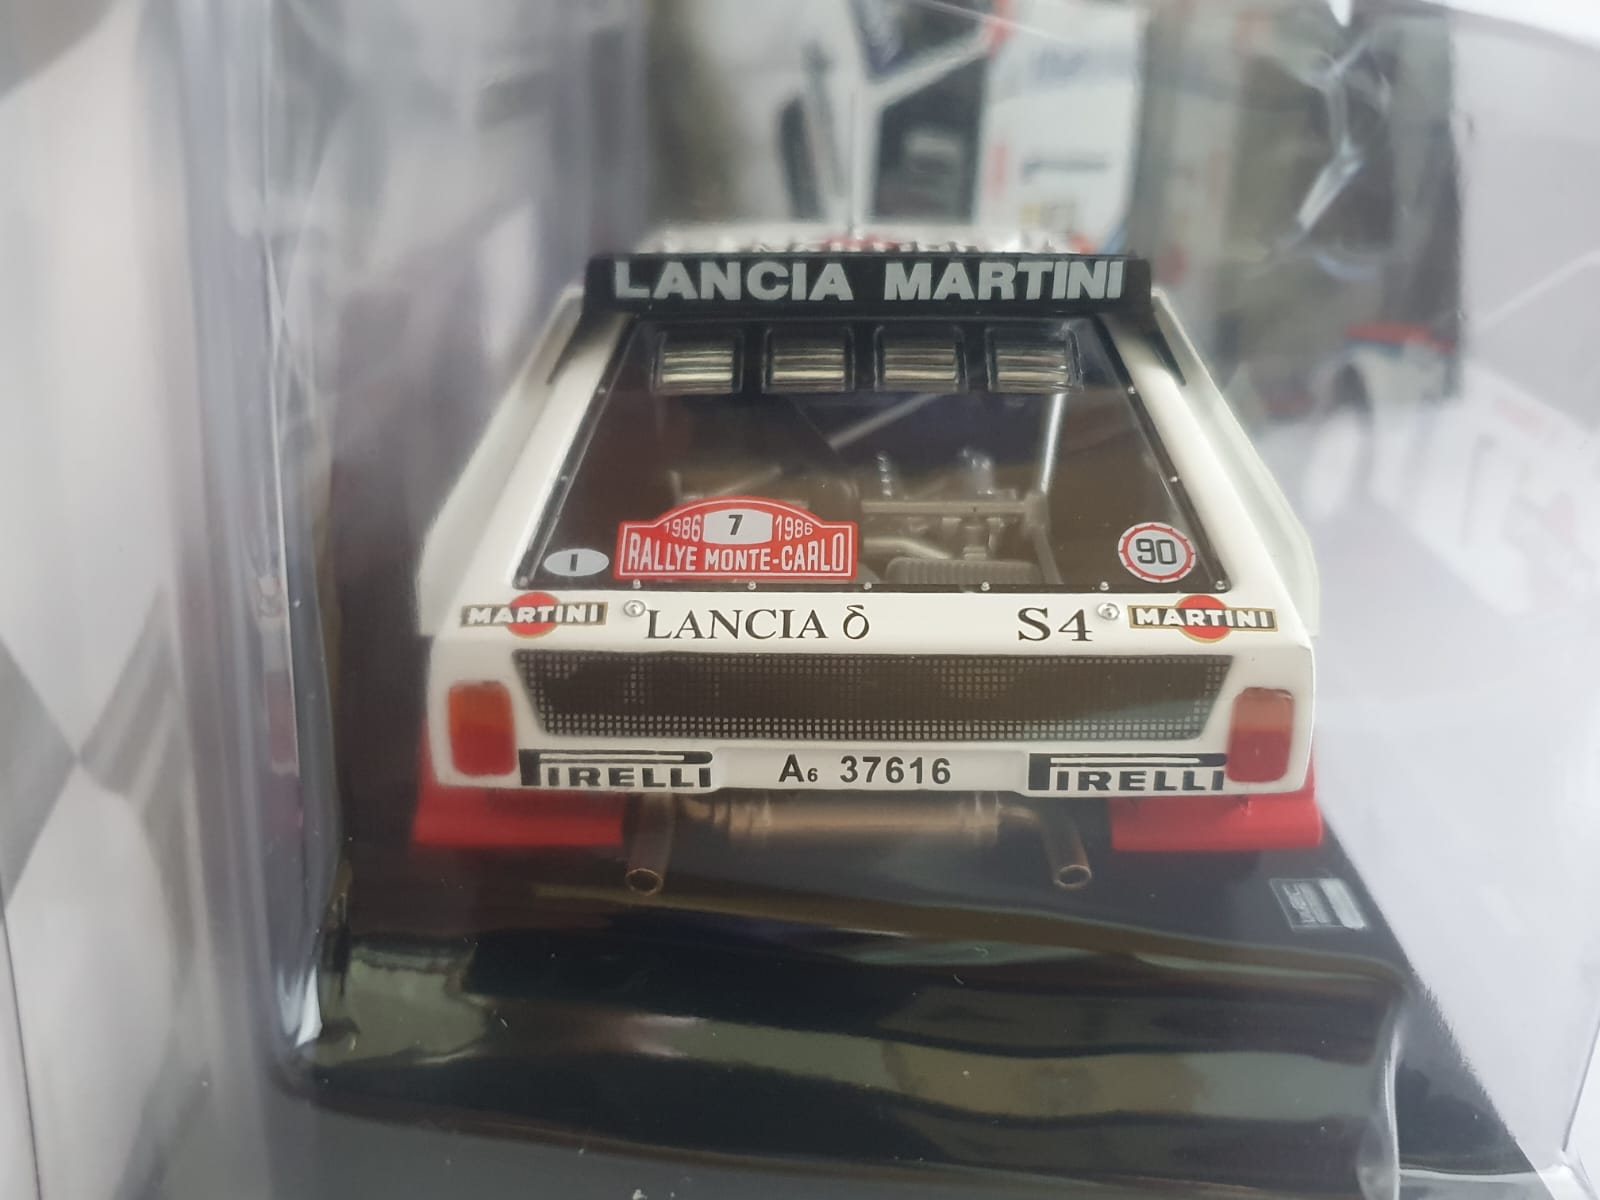 LANCIA MARTINI
1986 7 1986
RALLYE MONTE-CARLO
I
90
MARTINI LANCIA δ S4 MARTINI
PIRELLI A6 37616 PIRELLI